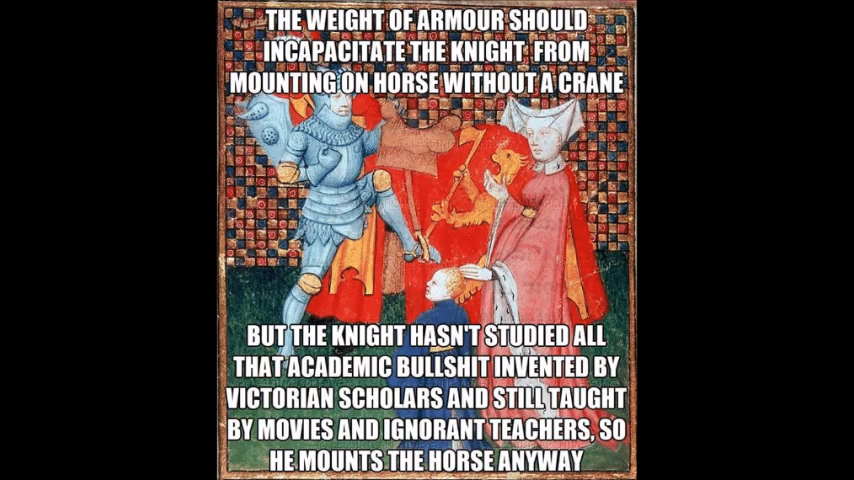 THE WEIGHT OF ARMOUR SHOULD
INCAPACITATE THE KNIGHT FROM
MOUNTING ON HORSE WITHOUT A CRANE
BUT THE KNIGHT HASN'T STUDIED ALL
THAT ACADEMIC BULLSHIT INVENTED BY
VICTORIAN SCHOLARS AND STILL TAUGHT
BY MOVIES AND IGNORANT TEACHERS, SO
HE MOUNTS THE HORSE ANYWAY